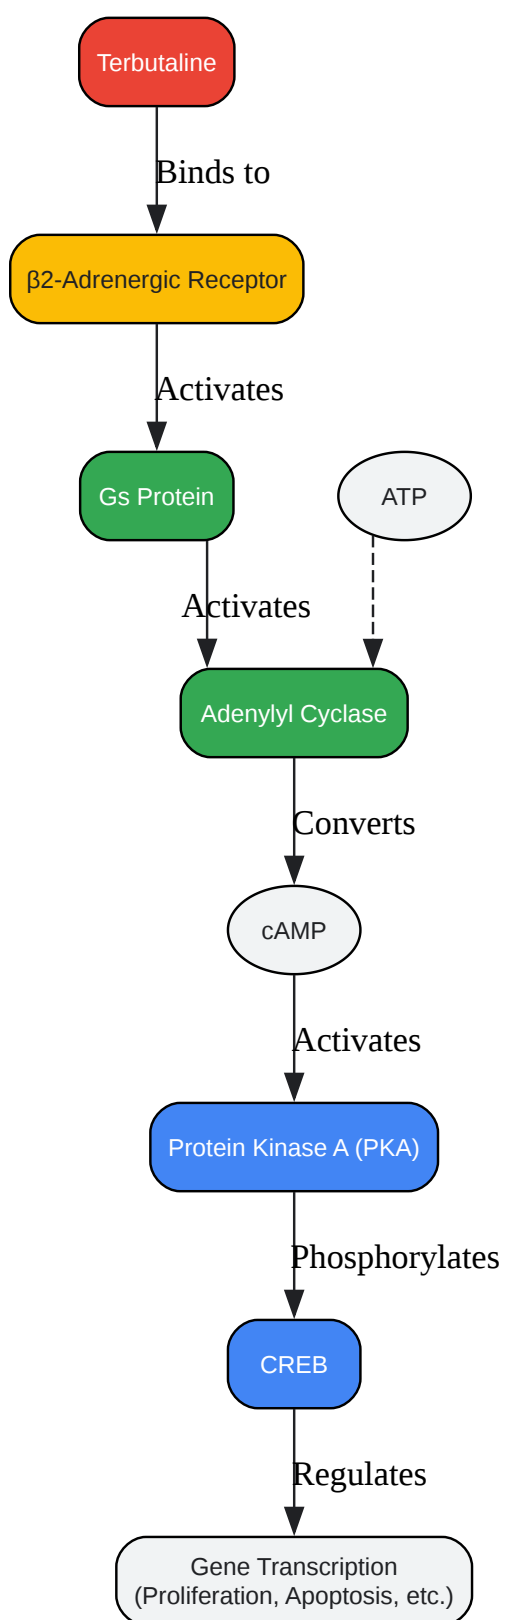 Terbutaline
Binds to
β2-Adrenergic Receptor
Activates
Gs Protein
ATP
Activates
Adenylyl Cyclase
Converts
cAMP
Activates
Protein Kinase A (PKA)
Phosphorylates
CREB
Regulates
Gene Transcription
(Proliferation, Apoptosis, etc.)